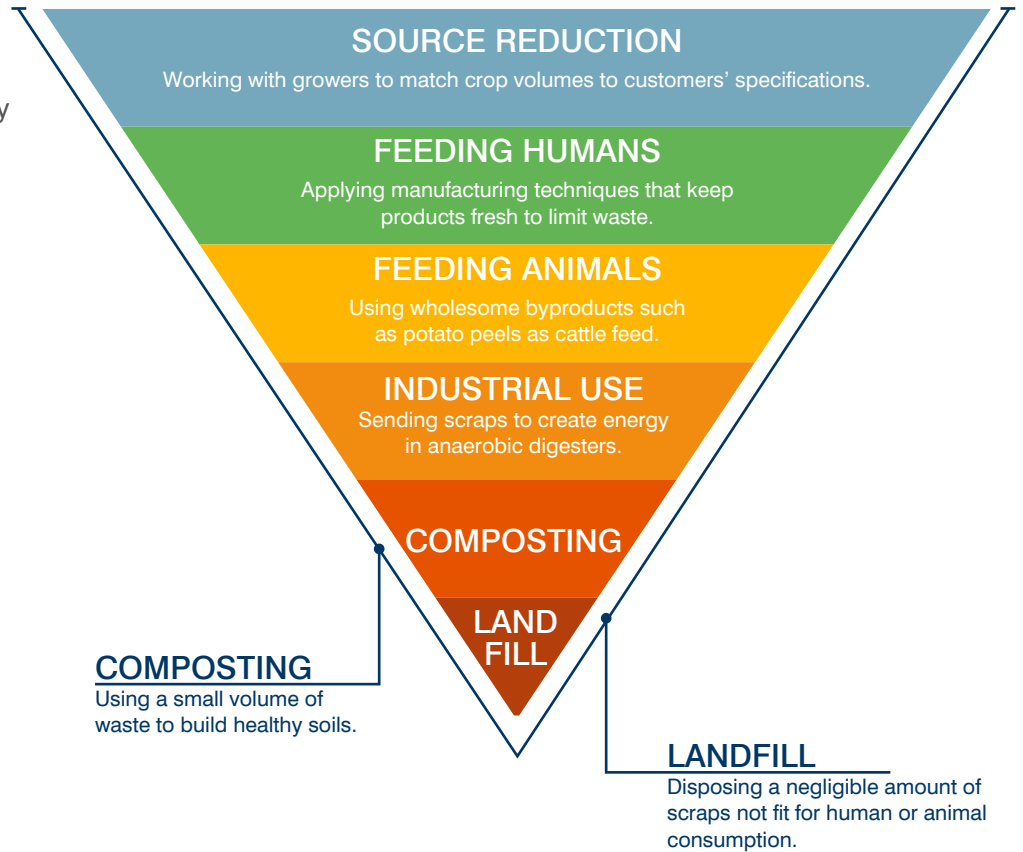 SOURCE REDUCTION
Working with growers to match crop volumes to customers’ specifications.
y
FEEDING HUMANS
Applying manufacturing techniques that keep
products fresh to limit waste.
FEEDING ANIMALS
Using wholesome byproducts such
as potato peels as cattle feed.
INDUSTRIAL USE
Sending scraps to create energy
in anaerobic digesters.
COMPOSTING
LAND
FILL
COMPOSTING
Using a small volume of
waste to build healthy soils.
LANDFILL
Disposing a negligible amount of
scraps not fit for human or animal
consumption.